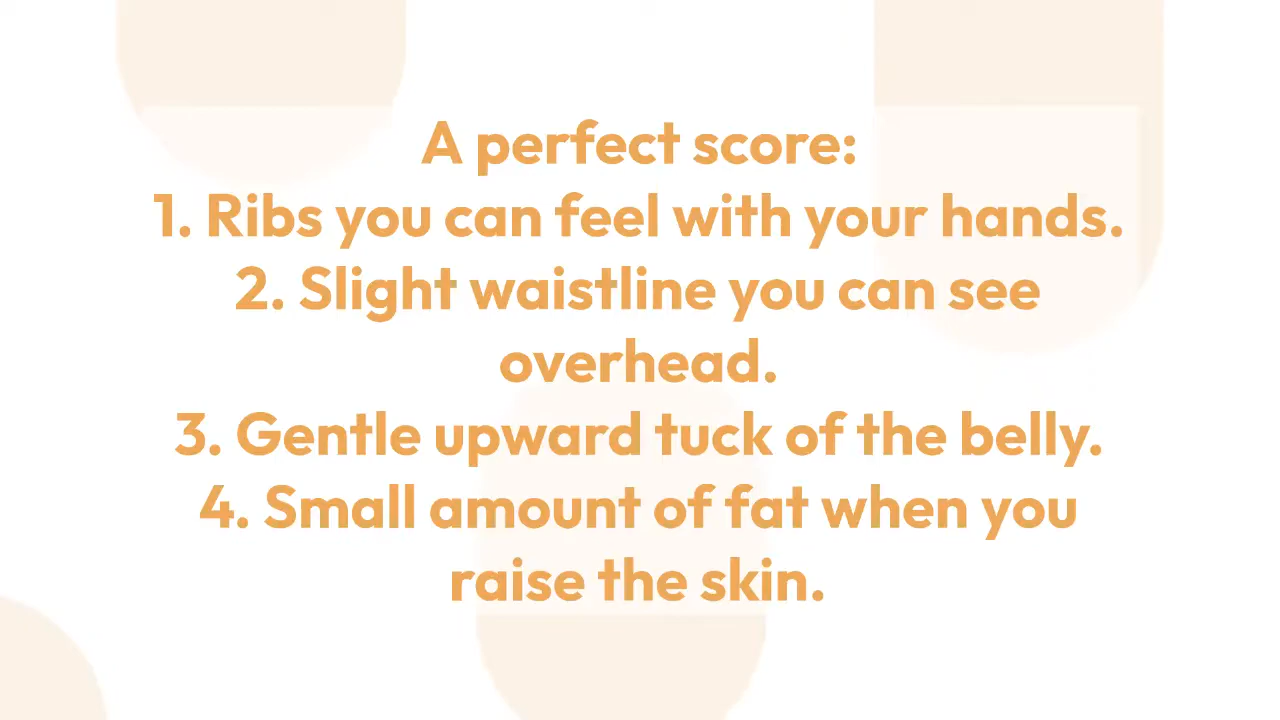 A perfect score:
1. Ribs you can feel with your hands.
2. Slight waistline you can see
overhead.
3. Gentle upward tuck of the belly.
4. Small amount of fat when you
raise the skin.